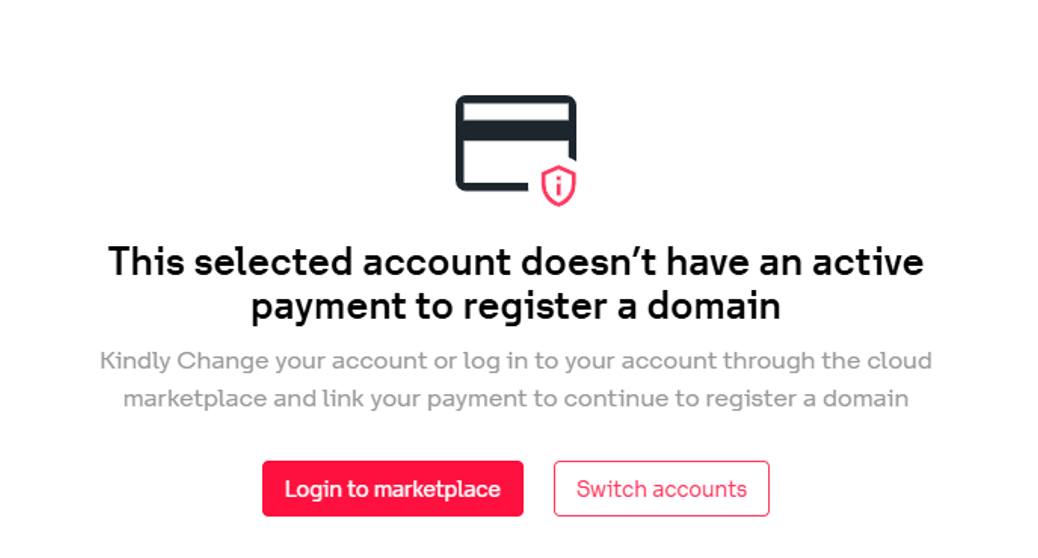 This selected account doesn’t have an active
payment to register a domain
Kindly Change your account or log in to your account through the cloud
marketplace and link your payment to continue to register a domain
Login to marketplace
Switch accounts